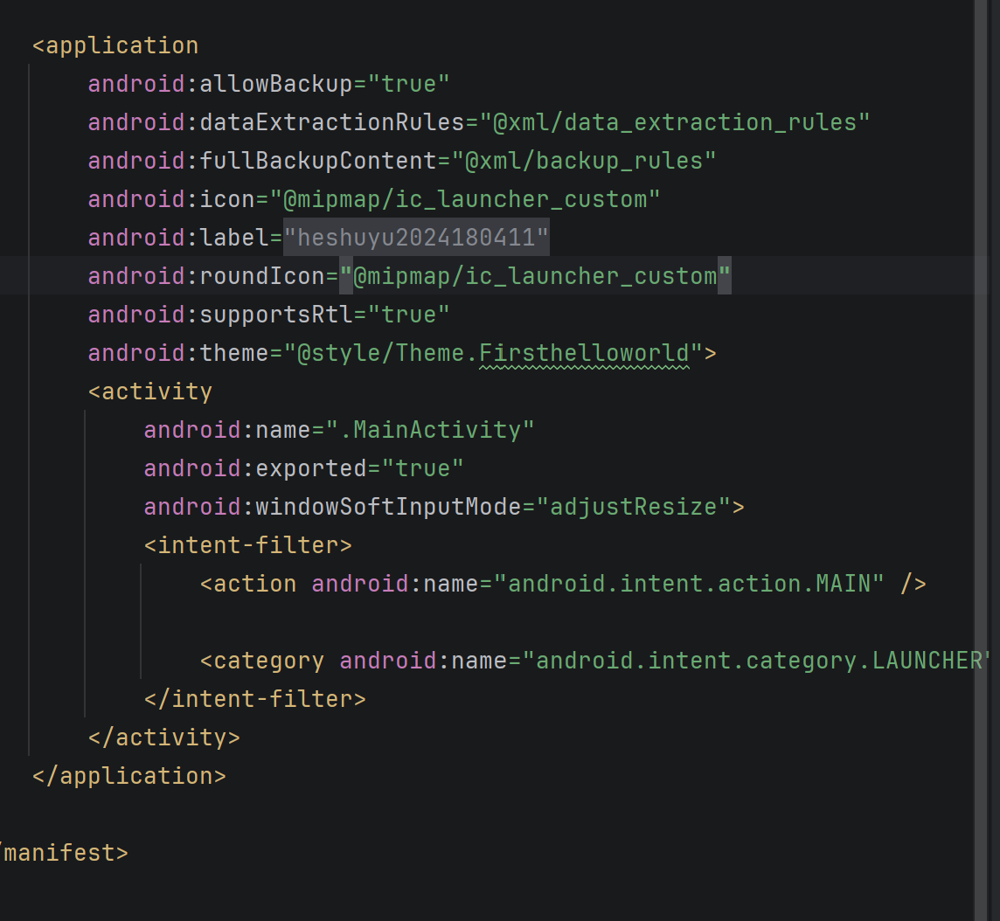 <application
android:allowBackup="true"
android:dataExtractionRules="@xml/data_extraction_rules"
android:fullBackupContent="@xml/backup_rules"
android:icon="@mipmap/ic_launcher_custom"
android:label="heshuyu2024180411"
android:roundIcon="@mipmap/ic_launcher_custom"
android:supportsRtl="true"
android:theme="@style/Theme.Firsthelloworld">
<activity
android:name=".MainActivity"
android:exported="true"
android:windowSoftInputMode="adjustResize">
<intent-filter>
<action android:name="android.intent.action.MAIN" />
<category android:name="android.intent.category.LAUNCHER"
</intent-filter>
</activity>
</application>
/manifest>